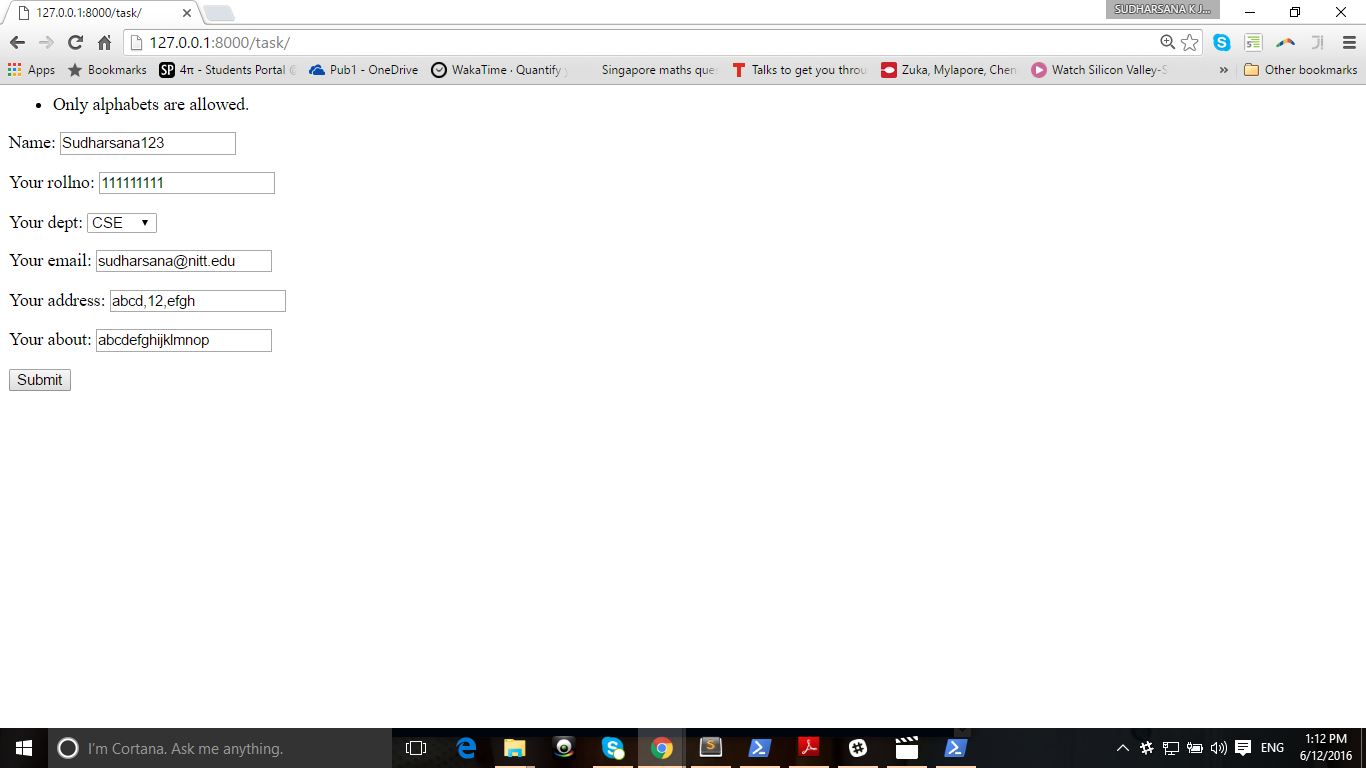 127.0.0.1:8000/task/
SUDHARSANA K J...
127.0.0.1:8000/task/
Apps Bookmarks SP 4π - Students Portal Pub1 - OneDrive WakaTime · Quantify Singapore maths que Talks to get you throu Zuka, Mylapore, Chen Watch Silicon Valley-S » Other bookmarks
• Only alphabets are allowed.
Name: Sudharsana123
Your rollno: 111111111
Your dept: CSE
Your email: sudharsana@nitt.edu
Your address: abcd,12,efgh
Your about: abcdefghijklmnop
Submit
I'm Cortana. Ask me anything.
ENG
1:12 PM
6/12/2016